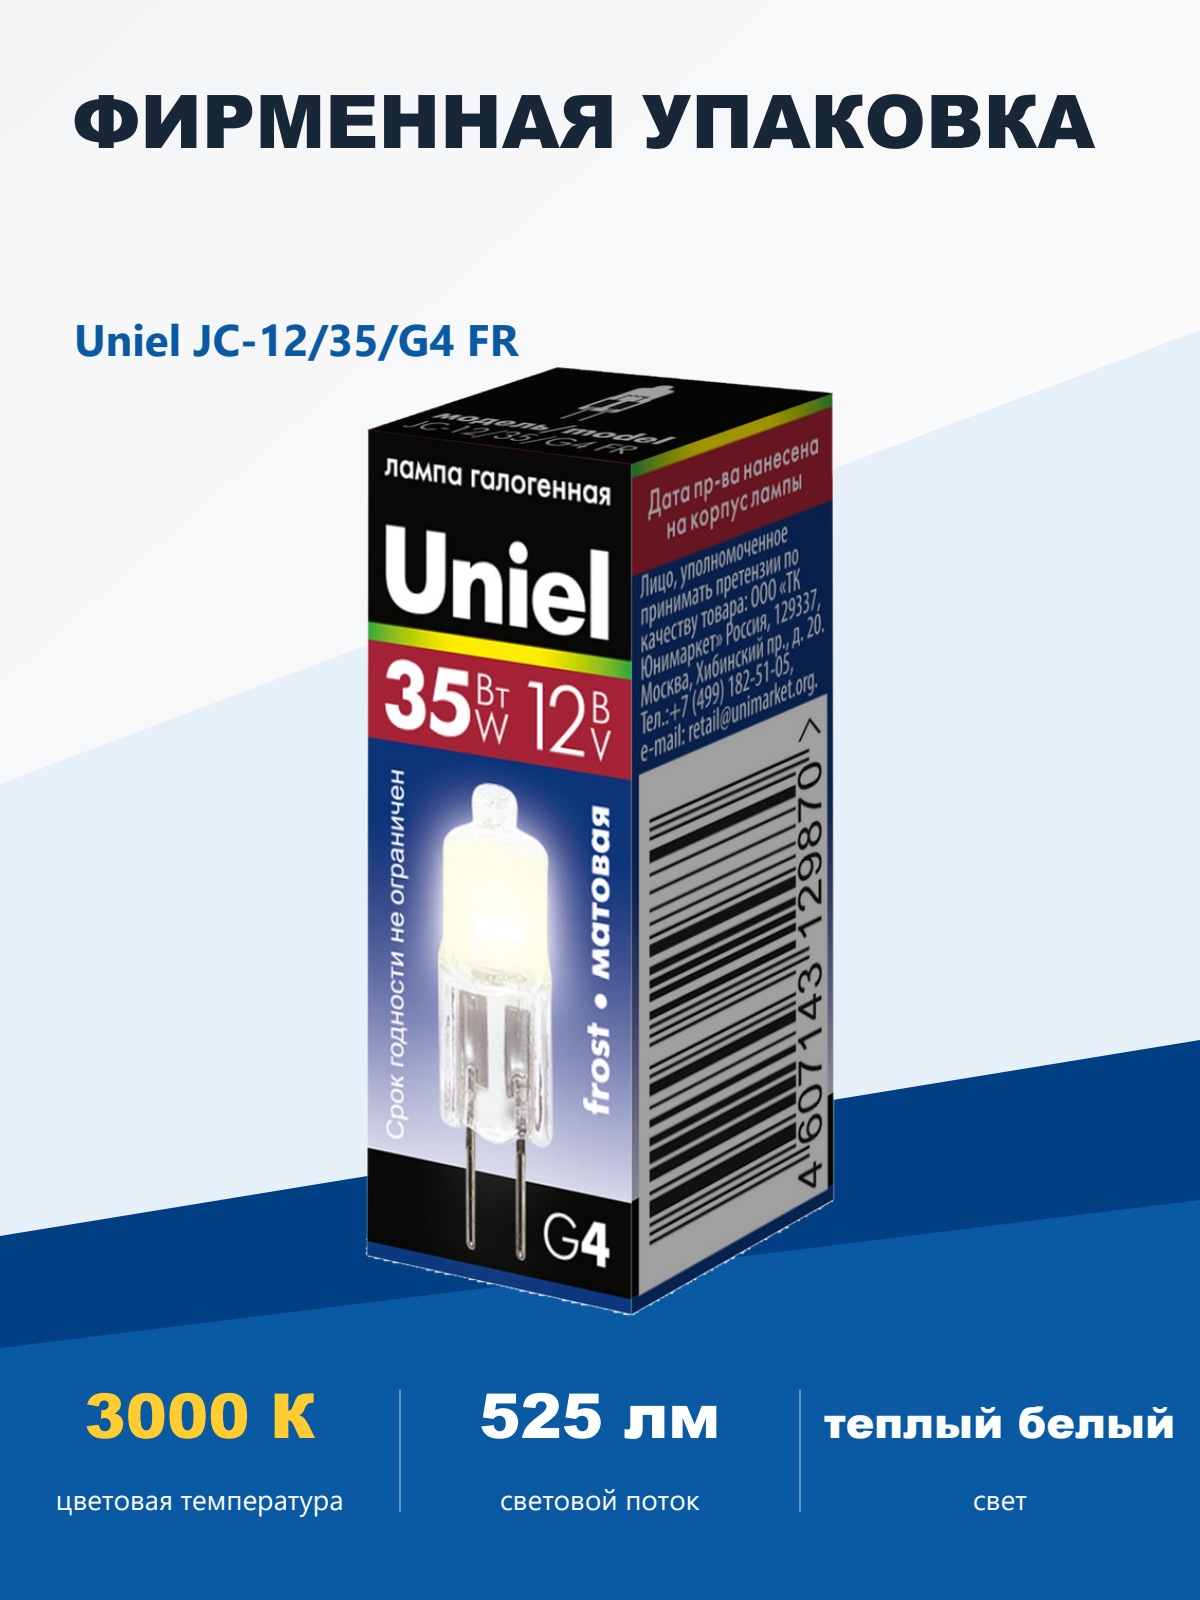 ФИРМЕННАЯ УПАКОВКА
Uniel JC-12/35/G4 FR
модель/model
JC-12/35/G4 FR
лампа галогенная
Uniel
35 Вт W 12 В V
Срок годности не ограничен
frost • матовая
G4
Дата пр-ва нанесена
на корпус лампы
Лицо, уполномоченное
принимать претензии по
качеству товара: ООО «ТК
Юнимаркет» Россия, 129337,
Москва, Хибинский пр., д. 20.
Тел.:+7 (499) 182-51-05,
e-mail: retail@unimarket.org.
4 607143 129870 >
3000 К
цветовая температура
525 лм
световой поток
теплый белый
свет